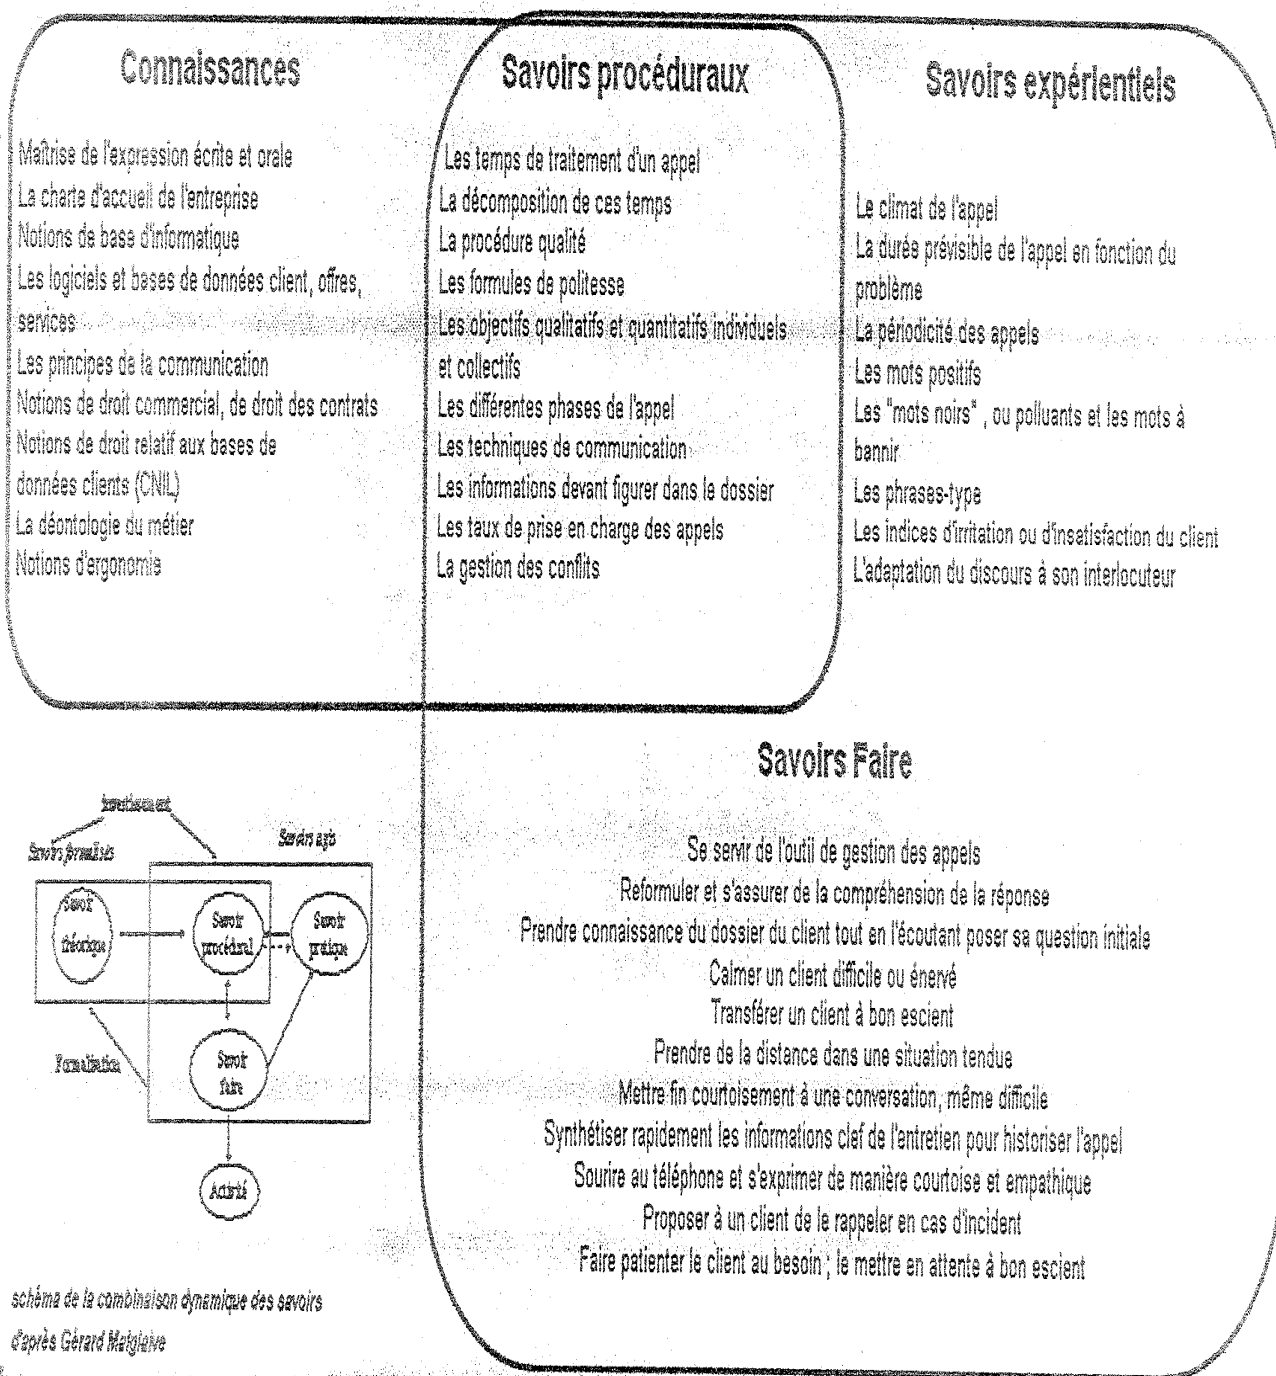 Connaissances
Maîtrise de l'expression écrite et orale
La charte d'accueil de l'entreprise
Notions de base d'informatique
Les logiciels et bases de données client, offres,
services
Les principes de la communication
Notions de droit commercial, de droit des contrats
Notions de droit relatif aux bases de
données clients (CNIL)
La déontologie du métier
Notions d'ergonomie
Savoirs procéduraux
Les temps de traitement d'un appel
La décomposition de ces temps
La procédure qualité
Les formules de politesse
Les objectifs qualitatifs et quantitatifs individuels
et collectifs
Les différentes phases de l'appel
Les techniques de communication
Les informations devant figurer dans le dossier
Les taux de prise en charge des appels
La gestion des conflits
Savoirs expérientiels
Le climat de l'appel
La durée prévisible de l'appel en fonction du
problème
La périodicité des appels
Les mots positifs
Les "mots noirs" , ou polluants et les mots à
bannir
Les phrases-type
Les indices d'irritation ou d'insatisfaction du client
L'adaptation du discours à son interlocuteur
Savoirs Faire
Se servir de l'outil de gestion des appels
Reformuler et s'assurer de la compréhension de la réponse
Prendre connaissance du dossier du client tout en l'écoutant poser sa question initiale
Calmer un client difficile ou énervé
Transférer un client à bon escient
Prendre de la distance dans une situation tendue
Mettre fin courtoisement à une conversation, même difficile
Synthétiser rapidement les informations clef de l'entretien pour historiser l'appel
Sourire au téléphone et s'exprimer de manière courtoise et empathique
Proposer à un client de le rappeler en cas d'incident
Faire patienter le client au besoin ; le mettre en attente à bon escient
Investissement
Savoirs formalisés
Savoirs agis
Savoir
théorique
Savoir
procédural
Savoir
pratique
Formalisation
Savoir
faire
Activité
schéma de la combinaison dynamique des savoirs
d'après Gérard Malglaive